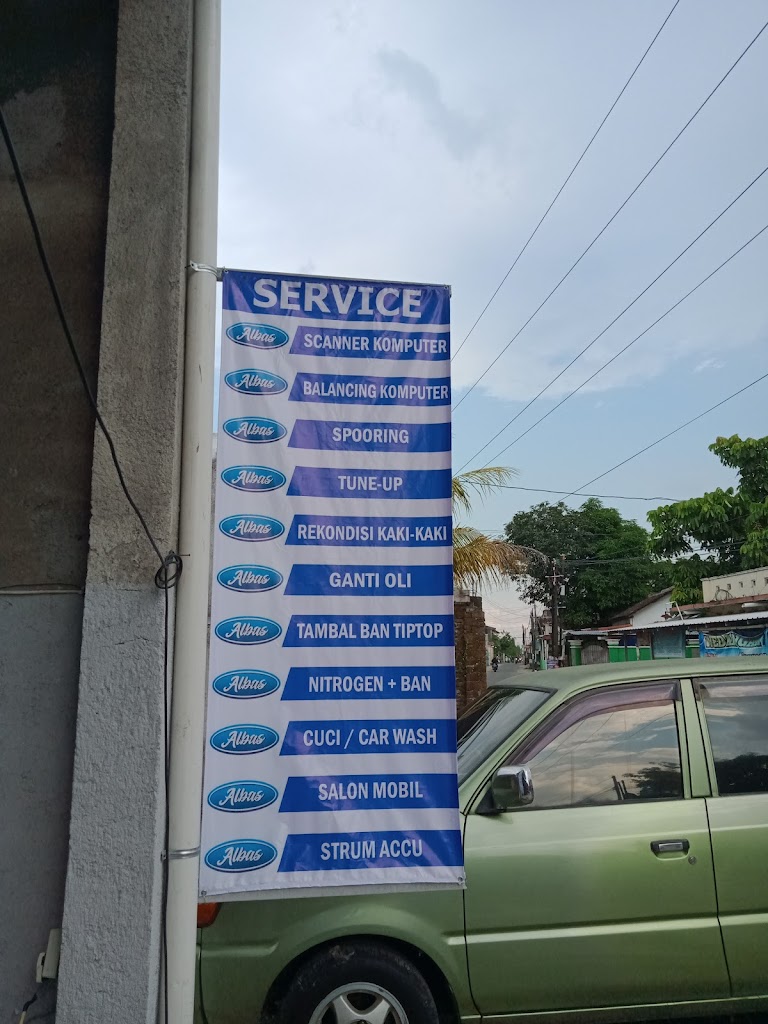 SERVICE
Albas SCANNER KOMPUTER
Albas BALANCING KOMPUTER
Albas SPOORING
Albas TUNE-UP
Albas REKONDISI KAKI-KAKI
Albas GANTI OLI
Albas TAMBAL BAN TIPTOP
Albas NITROGEN + BAN
Albas CUCI / CAR WASH
Albas SALON MOBIL
Albas STRUM ACCU